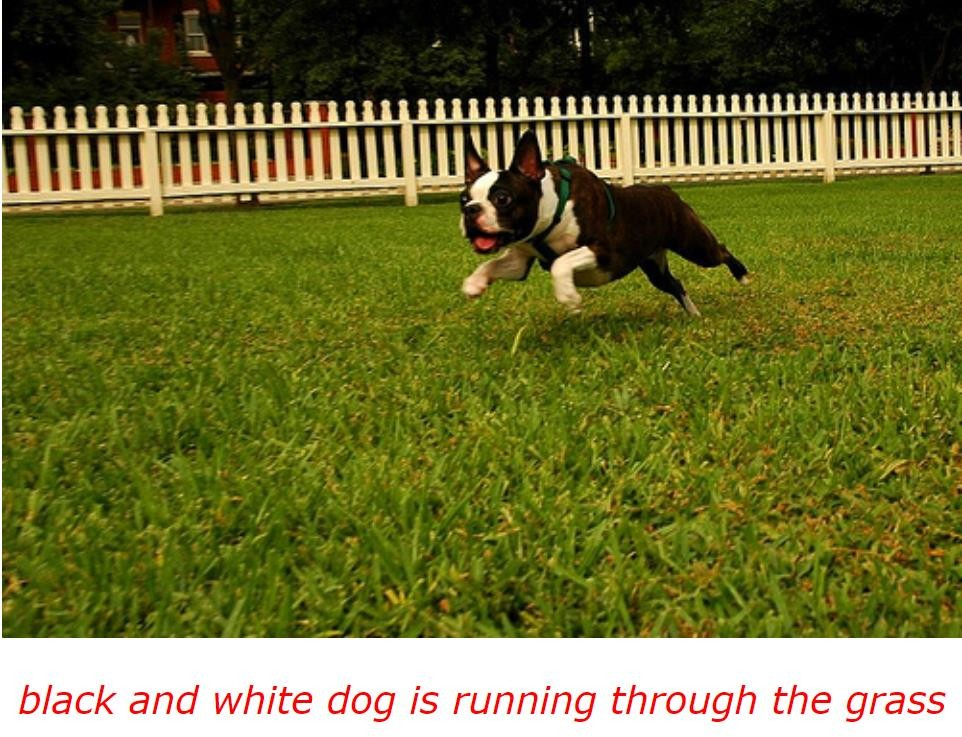 black and white dog is running through the grass